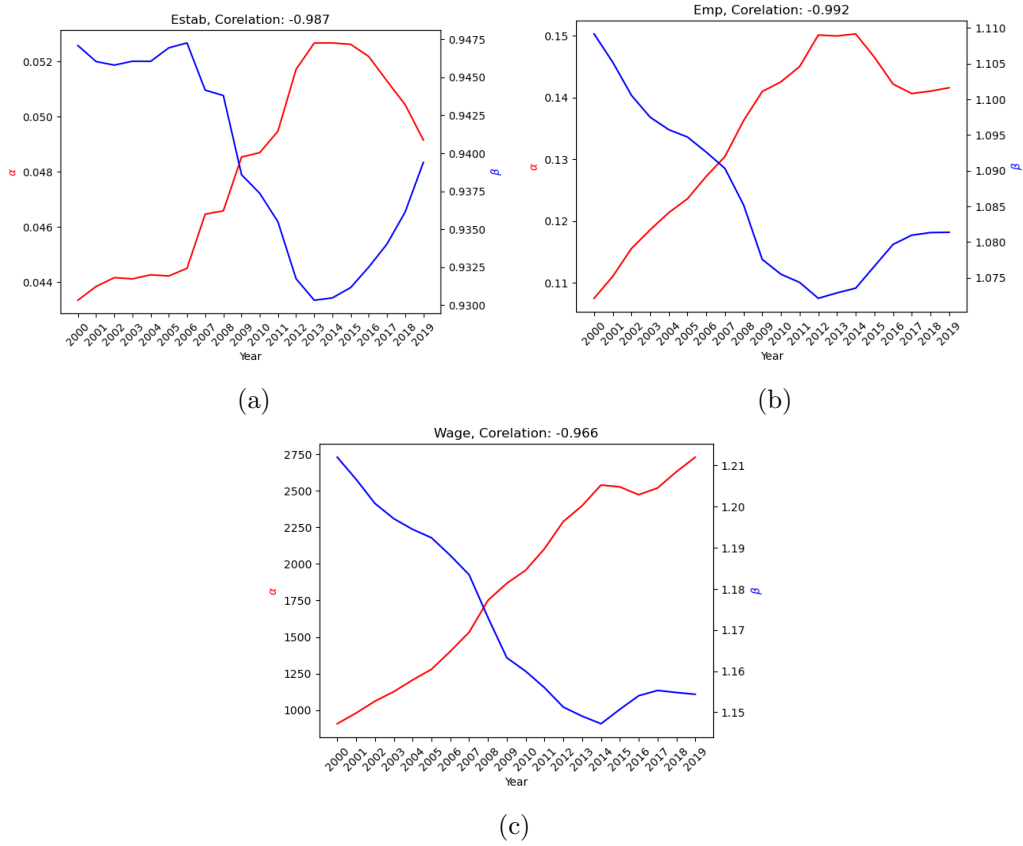 Estab, Corelation: -0.987
0.052
0.050
0.048
0.046
0.044
α
0.9475
0.9450
0.9425
0.9400
0.9375
0.9350
0.9325
0.9300
β
2000 2001 2002 2003 2004 2005 2006 2007 2008 2009 2010 2011 2012 2013 2014 2015 2016 2017 2018 2019
Year
(a)
Emp, Corelation: -0.992
0.15
0.14
0.13
0.12
0.11
α
1.110
1.105
1.100
1.095
1.090
1.085
1.080
1.075
β
2000 2001 2002 2003 2004 2005 2006 2007 2008 2009 2010 2011 2012 2013 2014 2015 2016 2017 2018 2019
Year
(b)
Wage, Corelation: -0.966
2750
2500
2250
2000
1750
1500
1250
1000
α
1.21
1.20
1.19
1.18
1.17
1.16
1.15
β
2000 2001 2002 2003 2004 2005 2006 2007 2008 2009 2010 2011 2012 2013 2014 2015 2016 2017 2018 2019
Year
(c)